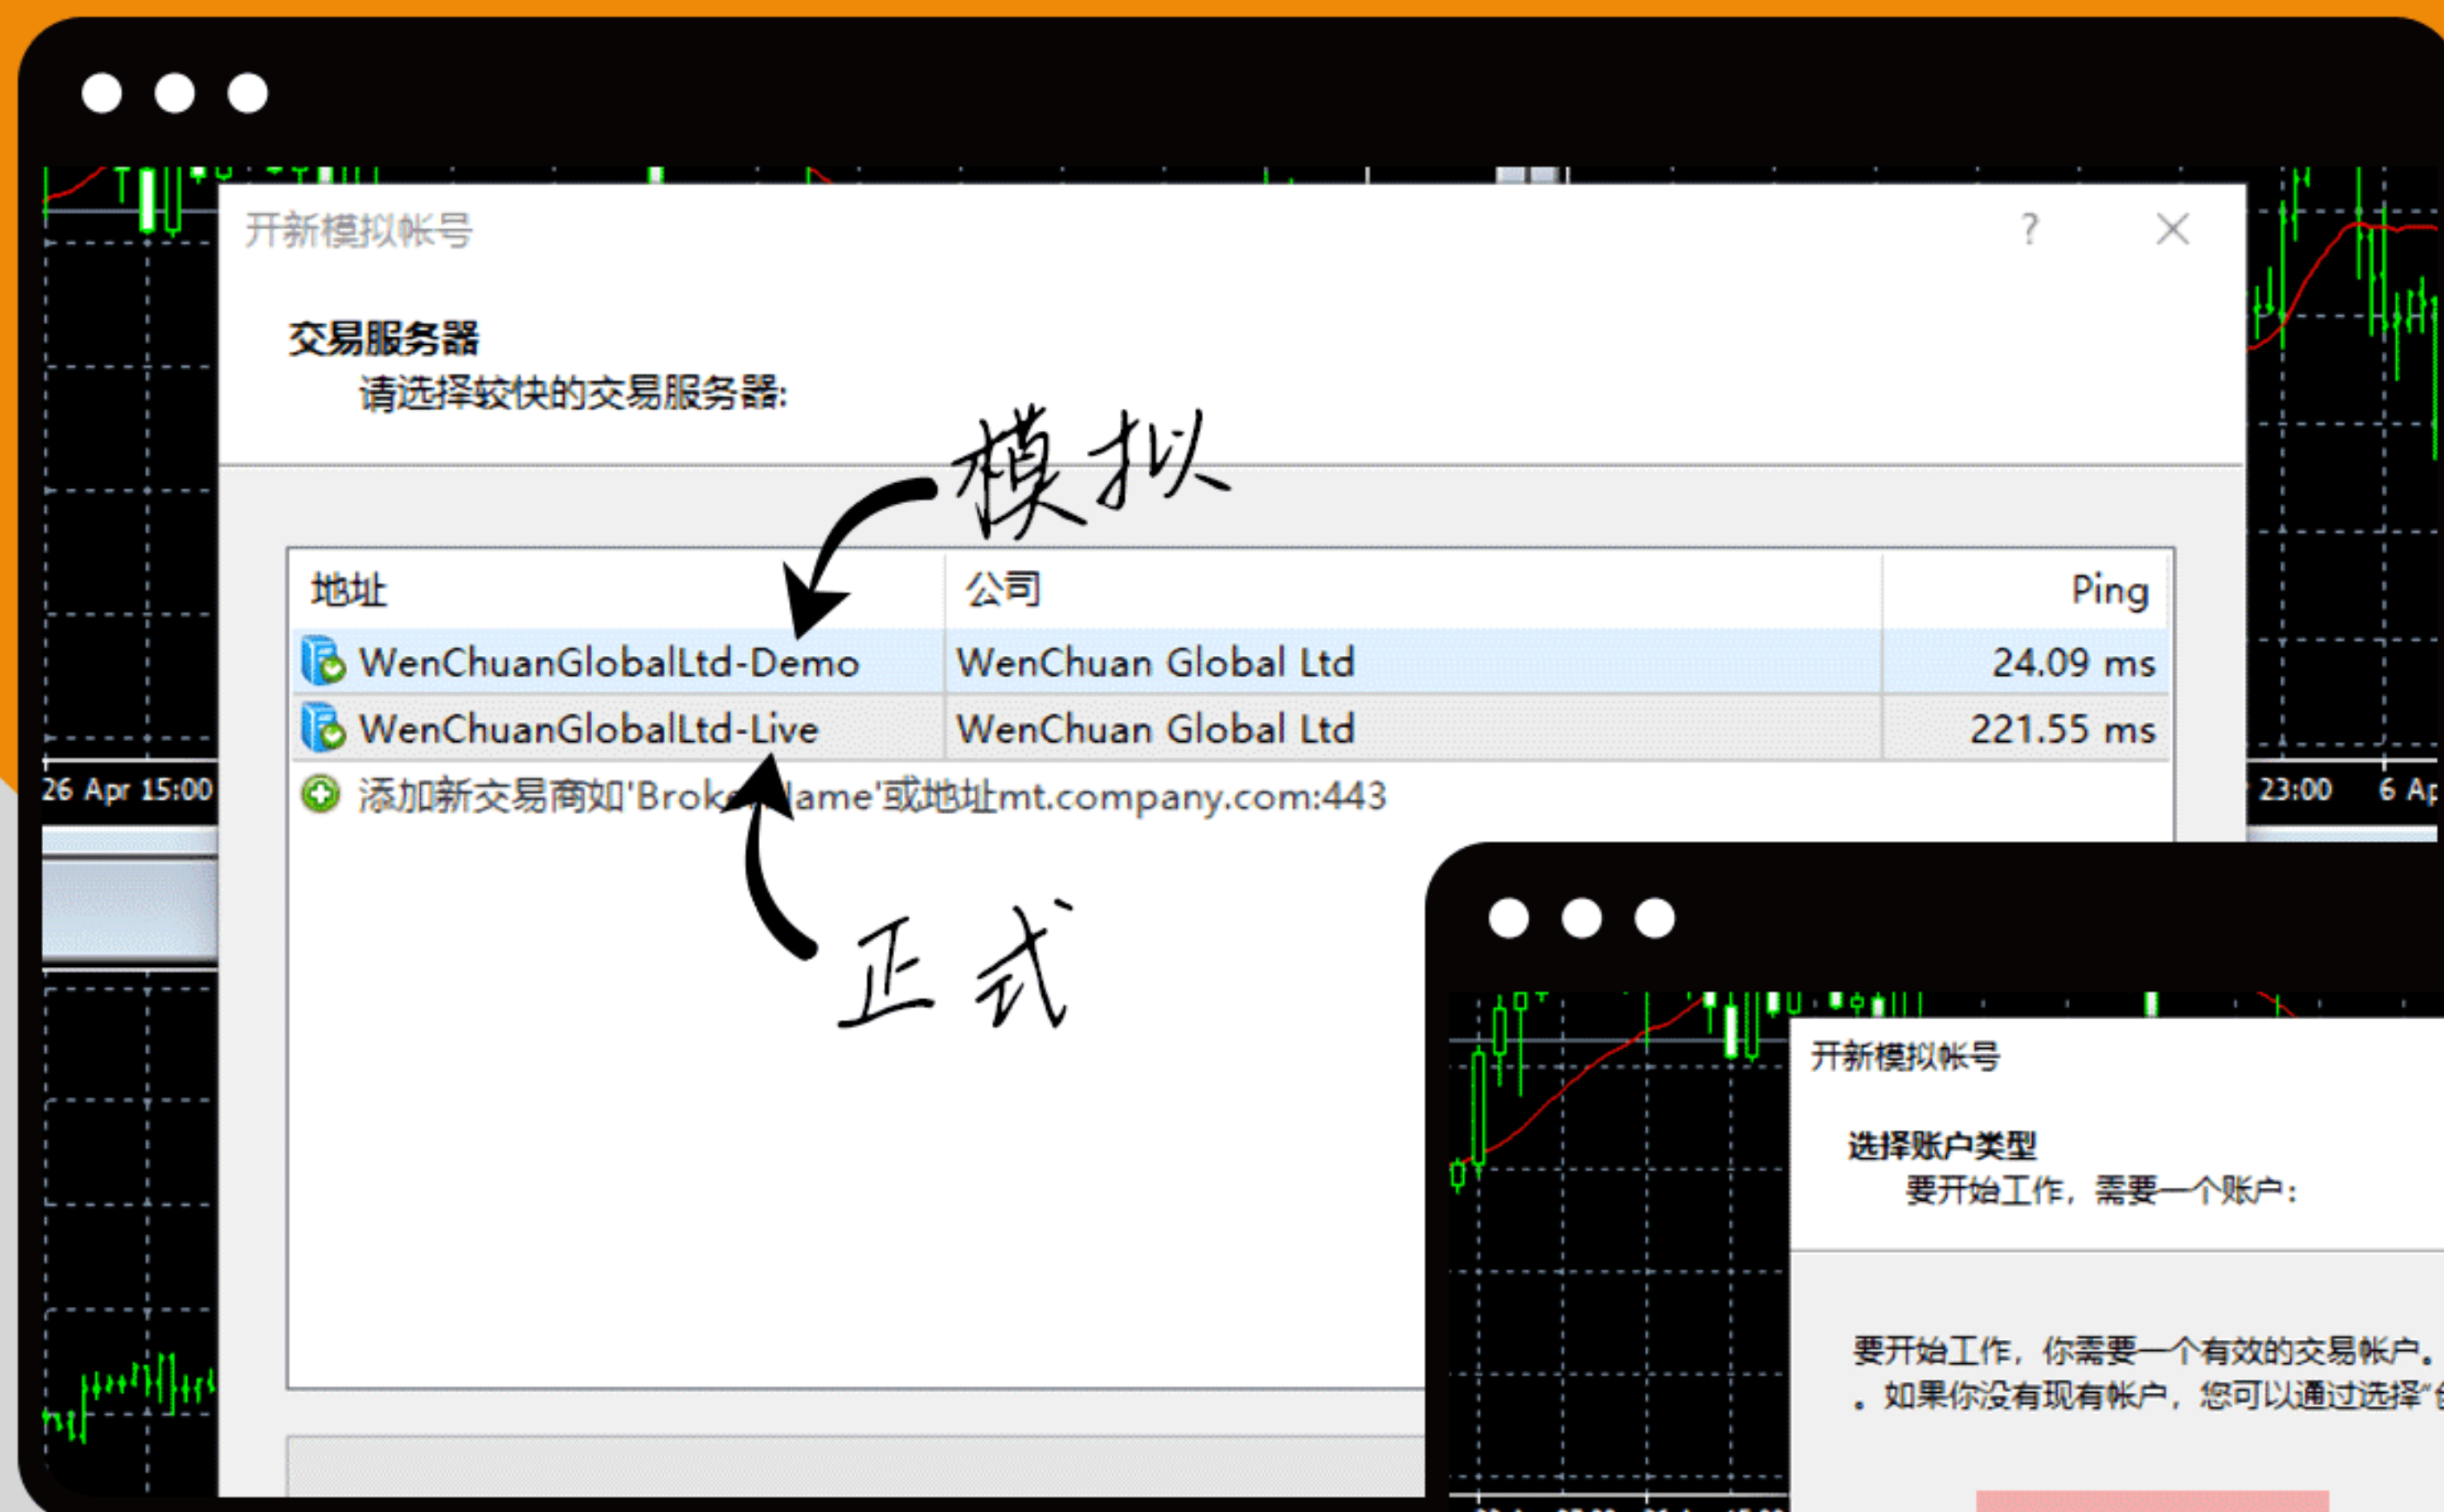 开新模拟帐号
?
交易服务器
请选择较快的交易服务器:
模拟
地址 公司 Ping
WenChuanGlobalLtd-Demo WenChuan Global Ltd 24.09 ms
WenChuanGlobalLtd-Live WenChuan Global Ltd 221.55 ms
添加新交易商如'Broke ame'或地址mt.company.com:443
26 Apr 15:00
23:00 6 Ap
正式
开新模拟帐号
选择账户类型
要开始工作，需要一个账户：
要开始工作，你需要一个有效的交易帐户。
。如果你没有现有帐户，您可以通过选择“